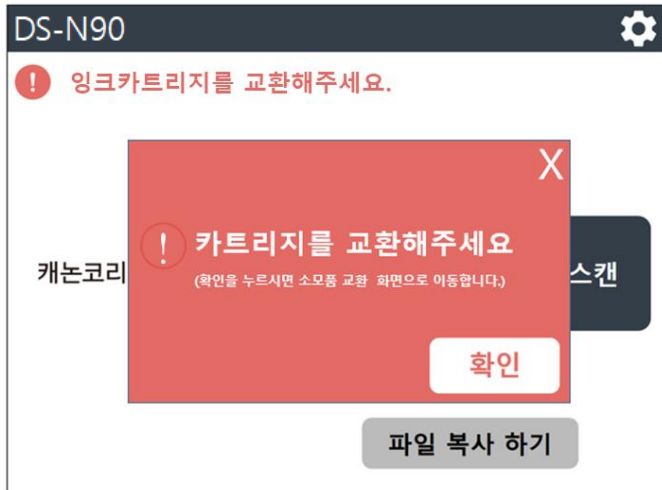 DS-N90
! 잉크카트리지를 교환해주세요.
X
! 카트리지를 교환해주세요
(확인을 누르시면 소모품 교환 화면으로 이동합니다.)
캐논코리
스캔
확인
파일 복사 하기